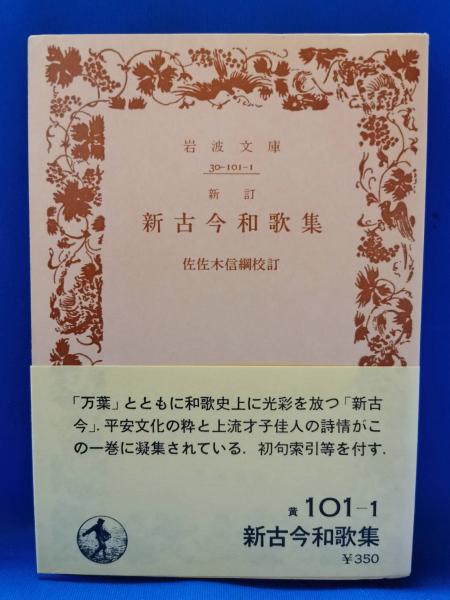 岩波文庫
30-101-1
新訂
新古今和歌集
佐佐木信綱校訂
「万葉」とともに和歌史上に光彩を放つ「新古
今」．平安文化の粋と上流才子佳人の詩情がこ
の一巻に凝集されている．初句索引等を付す．
黄 101-1
新古今和歌集
￥350